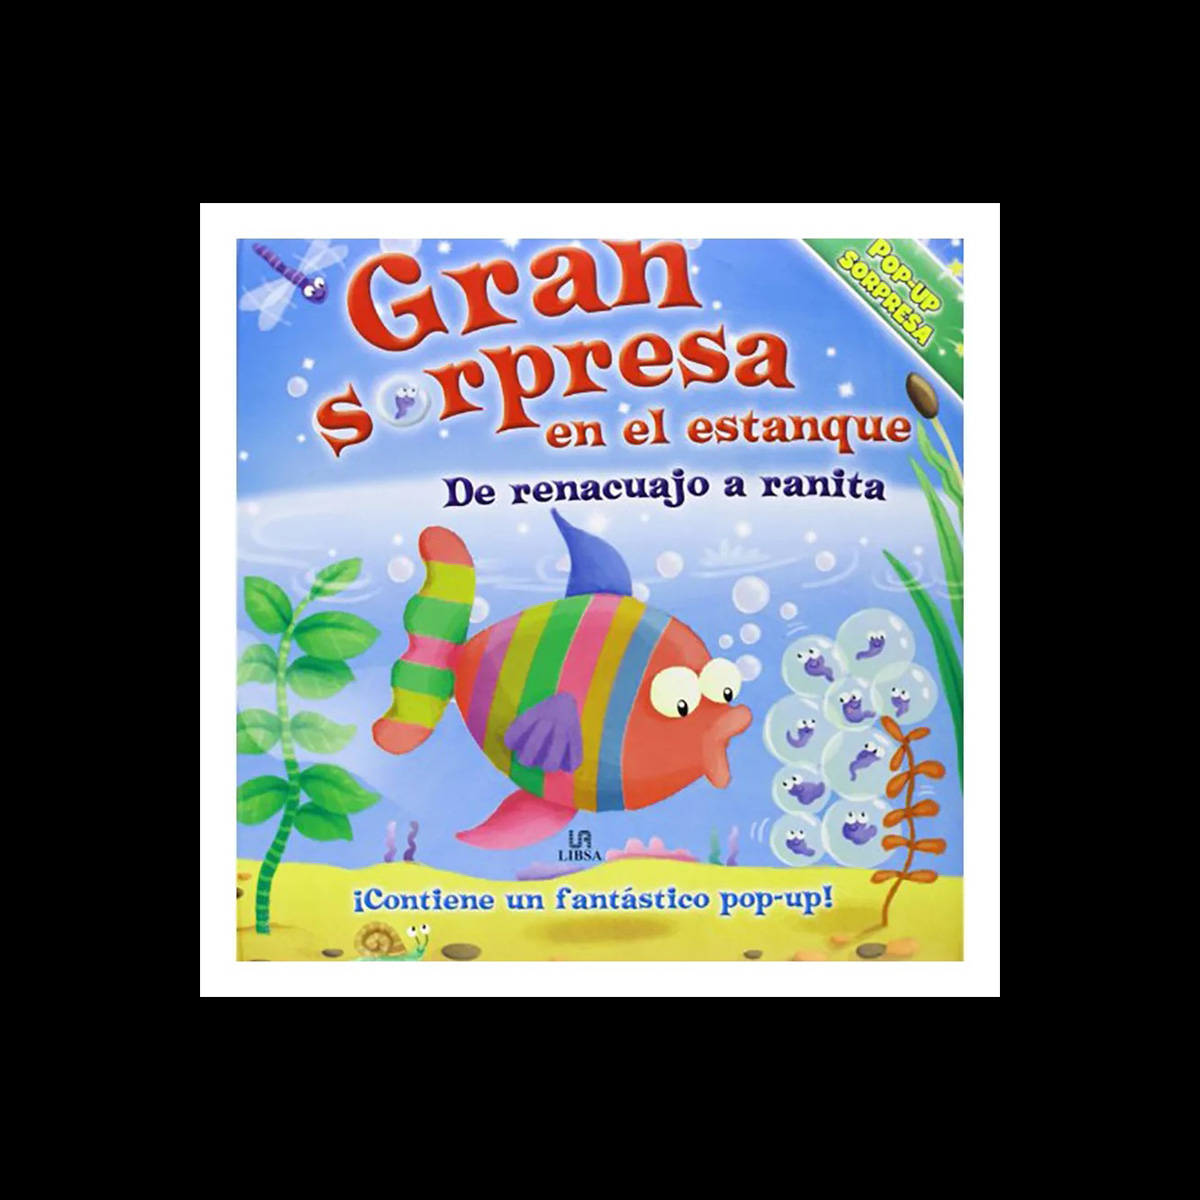 Gran
sorpresa
en el estanque
De renacuajo a ranita
POP-UP
SORPRESA
LIBSA
¡Contiene un fantástico pop-up!